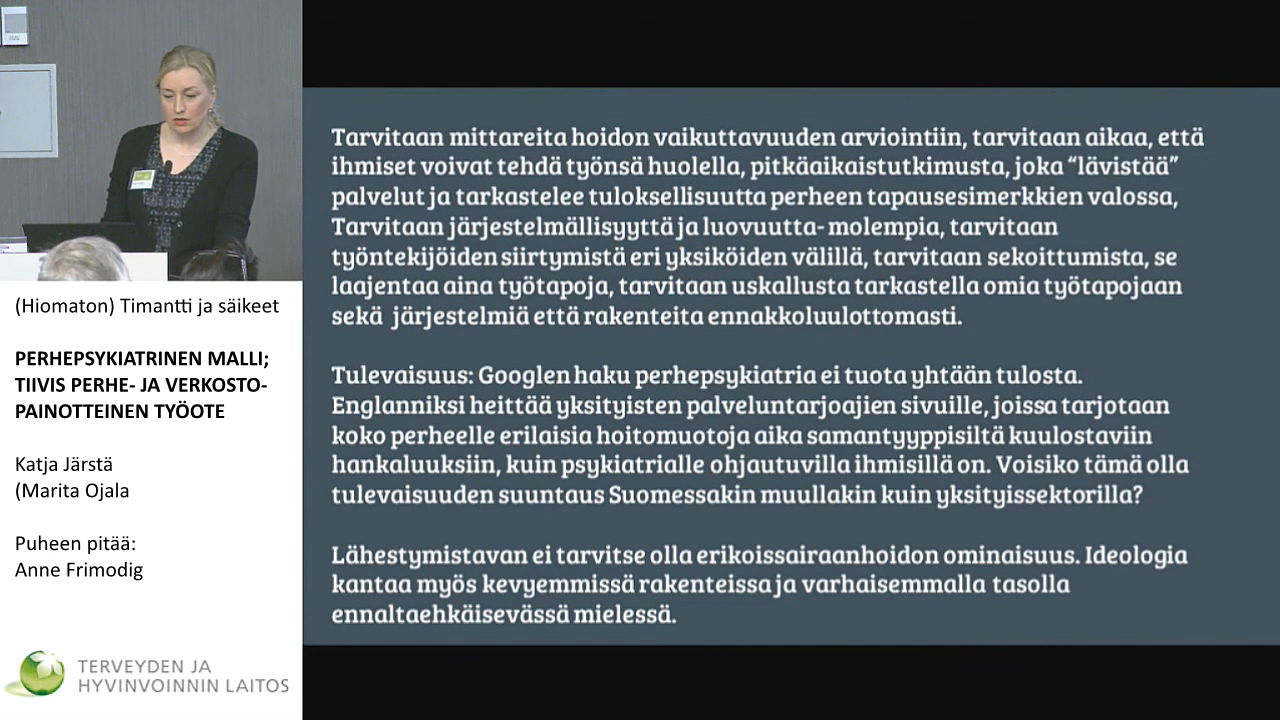 (Hiomaton) Timantti ja säikeet
PERHEPSYKIATRINEN MALLI;
TIIVIS PERHE- JA VERKOSTO-
PAINOTTEINEN TYÖOTE
Katja Järstä
(Marita Ojala
Puheen pitää:
Anne Frimodig
TERVEYDEN JA
HYVINVOINNIN LAITOS
Tarvitaan mittareita hoidon vaikuttavuuden arviointiin, tarvitaan aikaa, että
ihmiset voivat tehdä työnsä huolella, pitkäaikaistutkimusta, joka “lävistää”
palvelut ja tarkastelee tuloksellisuutta perheen tapausesimerkkien valossa,
Tarvitaan järjestelmällisyyttä ja luovuutta- molempia, tarvitaan
työntekijöiden siirtymistä eri yksiköiden välillä, tarvitaan sekoittumista, se
laajentaa aina työtapoja, tarvitaan uskallusta tarkastella omia työtapojaan
sekä järjestelmiä että rakenteita ennakkoluulottomasti.
Tulevaisuus: Googlen haku perhepsykiatria ei tuota yhtään tulosta.
Englanniksi heittää yksityisten palveluntarjoajien sivuille, joissa tarjotaan
koko perheelle erilaisia hoitomuotoja aika samantyyppisiltä kuulostaviin
hankaluuksiin, kuin psykiatrialle ohjautuvilla ihmisillä on. Voisiko tämä olla
tulevaisuuden suuntaus Suomessakin muullakin kuin yksityissektorilla?
Lähestymistavan ei tarvitse olla erikoissairaanhoidon ominaisuus. Ideologia
kantaa myös kevyemmissä rakenteissa ja varhaisemmalla tasolla
ennaltaehkäisevässä mielessä.